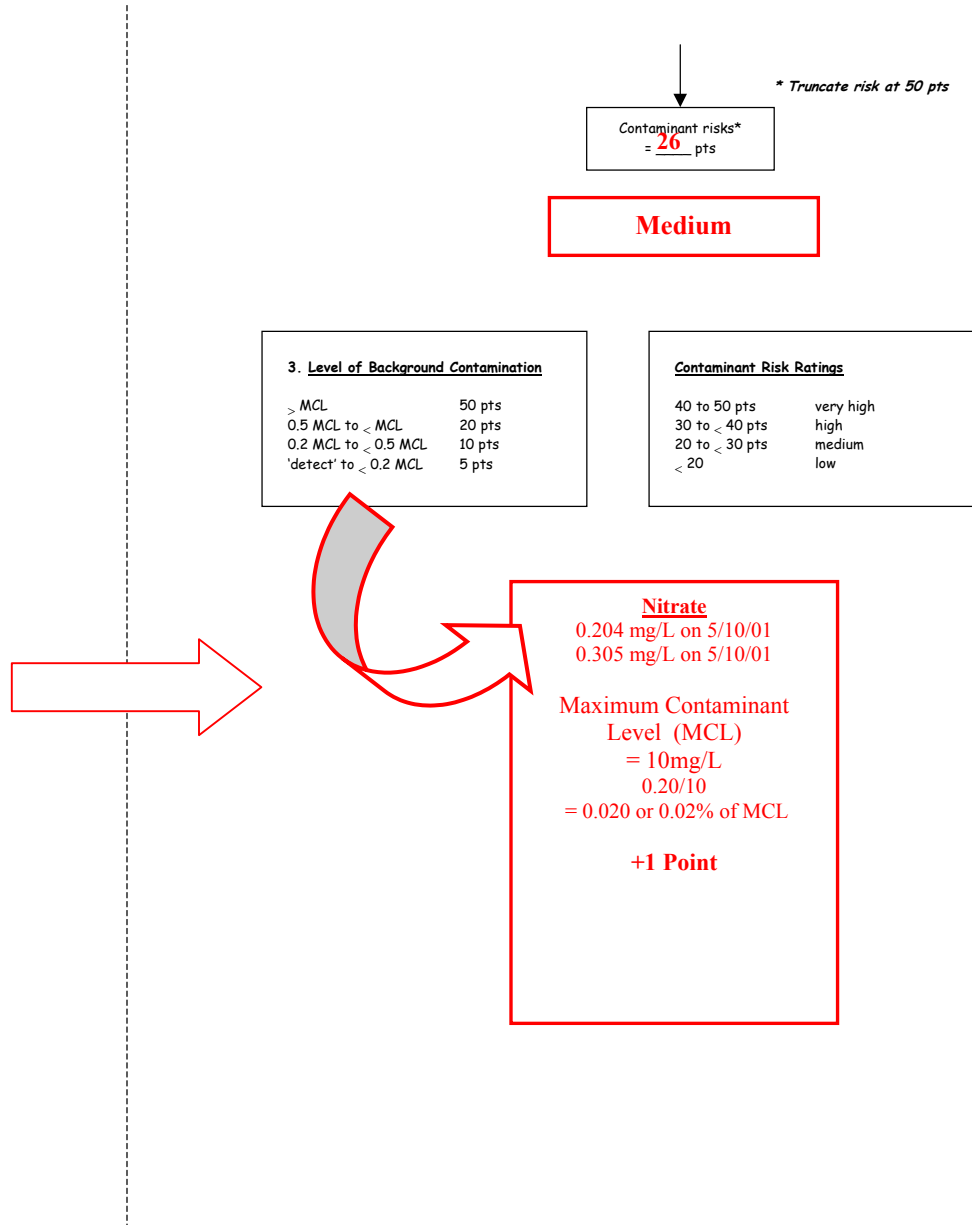 * Truncate risk at 50 pts
Contaminant risks*
= 26 pts
Medium
3. Level of Background Contamination
> MCL 50 pts
0.5 MCL to < MCL 20 pts
0.2 MCL to < 0.5 MCL 10 pts
'detect' to < 0.2 MCL 5 pts
Contaminant Risk Ratings
40 to 50 pts very high
30 to < 40 pts high
20 to < 30 pts medium
< 20 low
Nitrate
0.204 mg/L on 5/10/01
0.305 mg/L on 5/10/01
Maximum Contaminant
Level (MCL)
= 10mg/L
0.20/10
= 0.020 or 0.02% of MCL
+1 Point